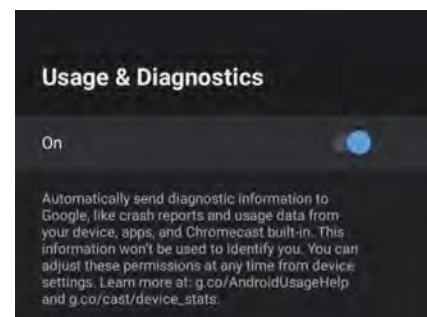 Usage & Diagnostics
On
Automatically send diagnostic information to
Google, like crash reports and usage data from
your device, apps, and Chromecast built-in. This
information won't be used to identify you. You can
adjust these permissions at any time from device
settings. Learn more at: g.co/AndroidUsageHelp
and g.co/cast/device_stats.